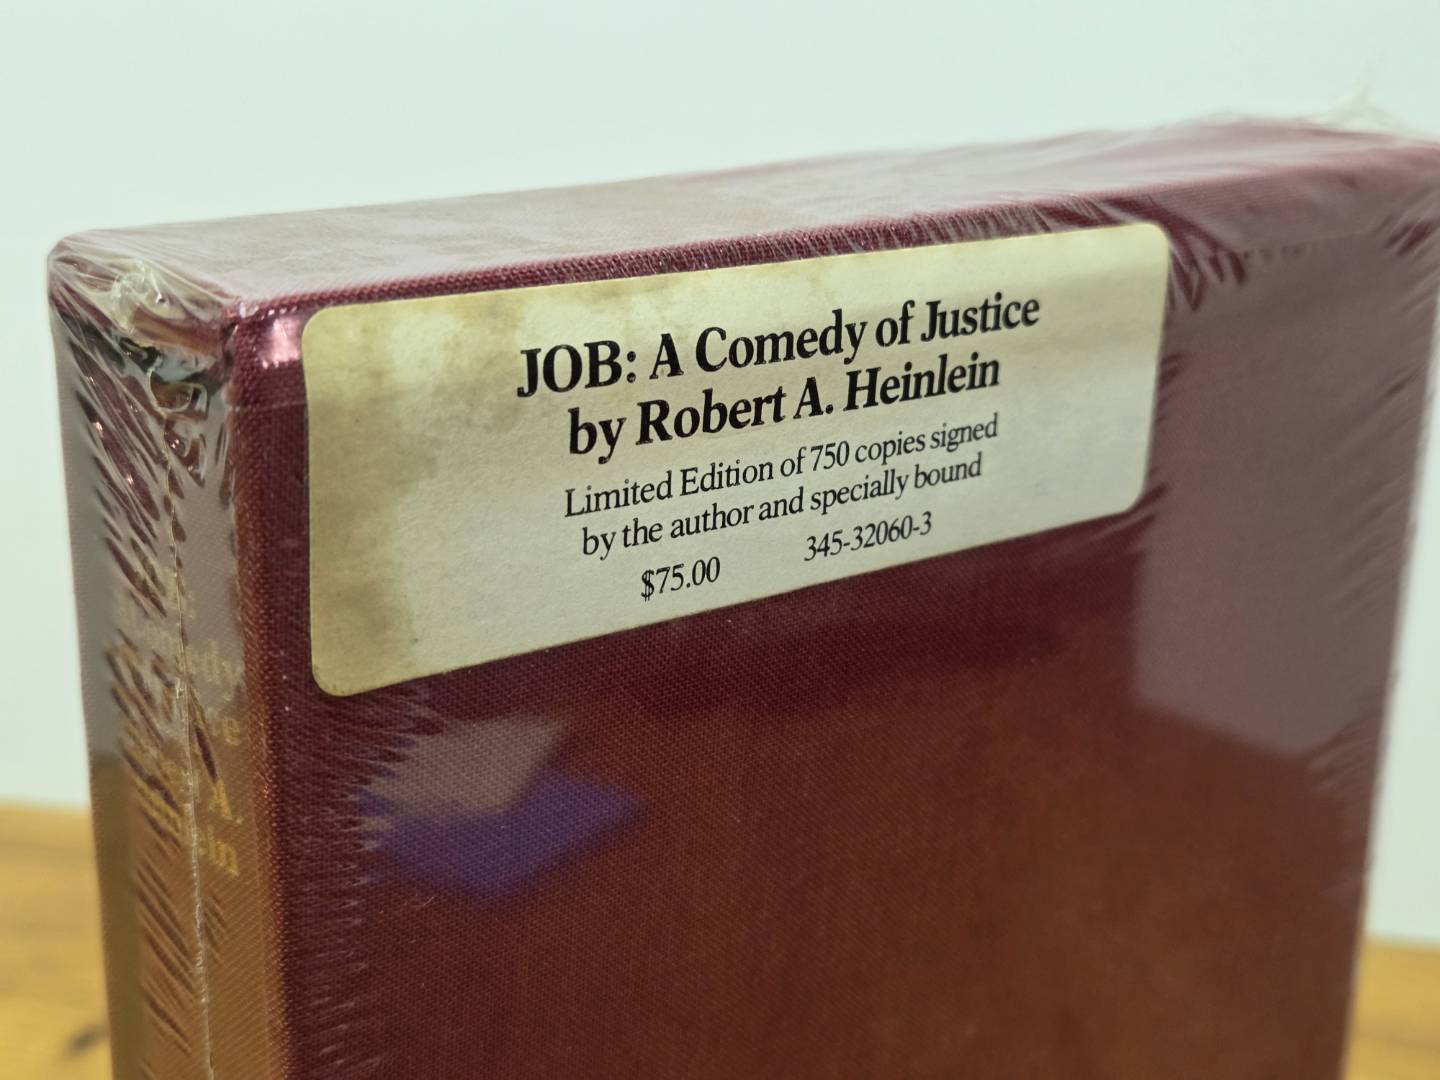 JOB: A Comedy of Justice
by Robert A. Heinlein
Limited Edition of 750 copies signed
by the author and specially bound
$75.00 345-32060-3